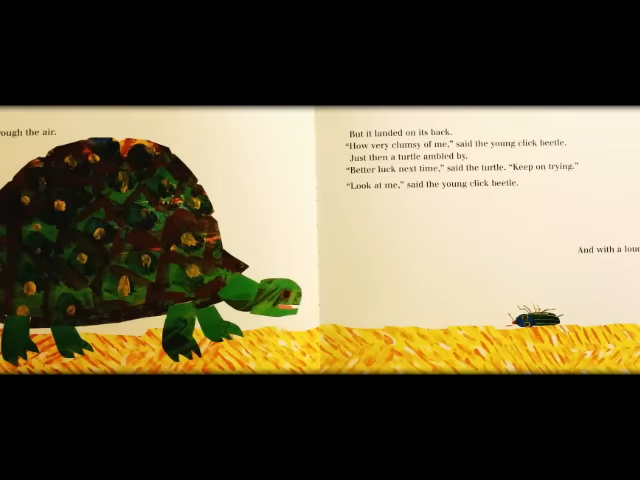 through the air.
But it landed on its back.
“How very clumsy of me,” said the young click beetle.
Just then a turtle ambled by.
“Better luck next time,” said the turtle. “Keep on trying.”
“Look at me,” said the young click beetle.
And with a loud